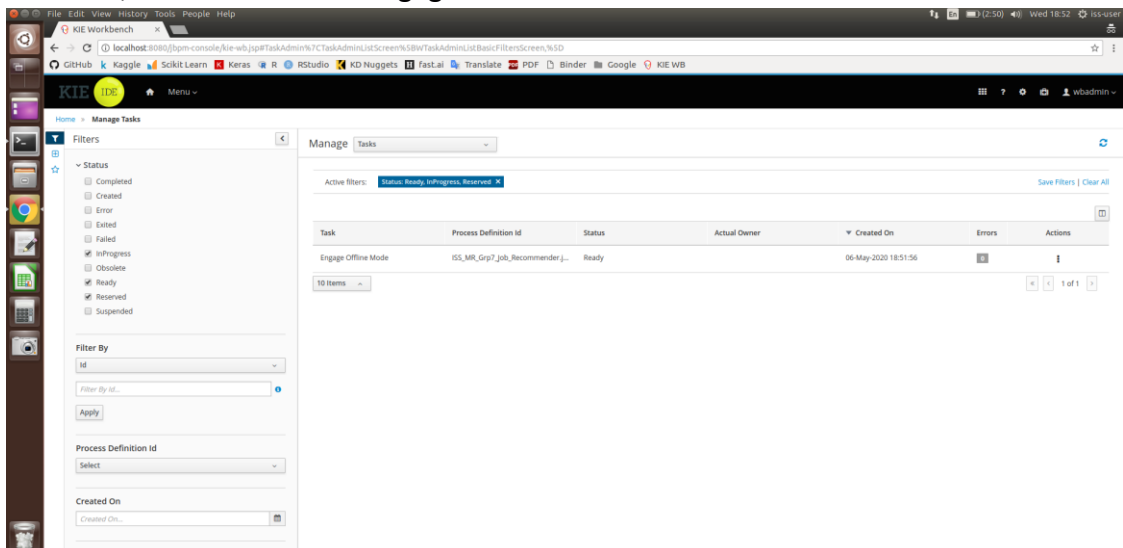 File Edit View History Tools People Help
En (2:50) Wed 18:52 iss-user
KIE Workbench
localhost:8080/jbpm-console/kie-wb.jsp#TaskAdmin%7CTaskAdminListScreen%5BWTaskAdminListBasicFiltersScreen,%5D
GitHub Kaggle Scikit Learn Keras R RStudio KD Nuggets fast.ai Translate PDF Binder Google KIE WB
KIE IDE Menu
wbadmin
Home » Manage Tasks
Filters
Manage Tasks
Status
Completed
Created
Error
Exited
Failed
InProgress
Obsolete
Ready
Reserved
Suspended
Active filters: Status: Ready, InProgress, Reserved ×
Save Filters | Clear All
Task Process Definition Id Status Actual Owner Created On Errors Actions
Engage Offline Mode ISS_MR_Grp7_Job_Recommender.j... Ready 06-May-2020 18:51:56 0
10 Items
1 of 1
Filter By
Id
Filter By Id...
Apply
Process Definition Id
Select
Created On
Created On...